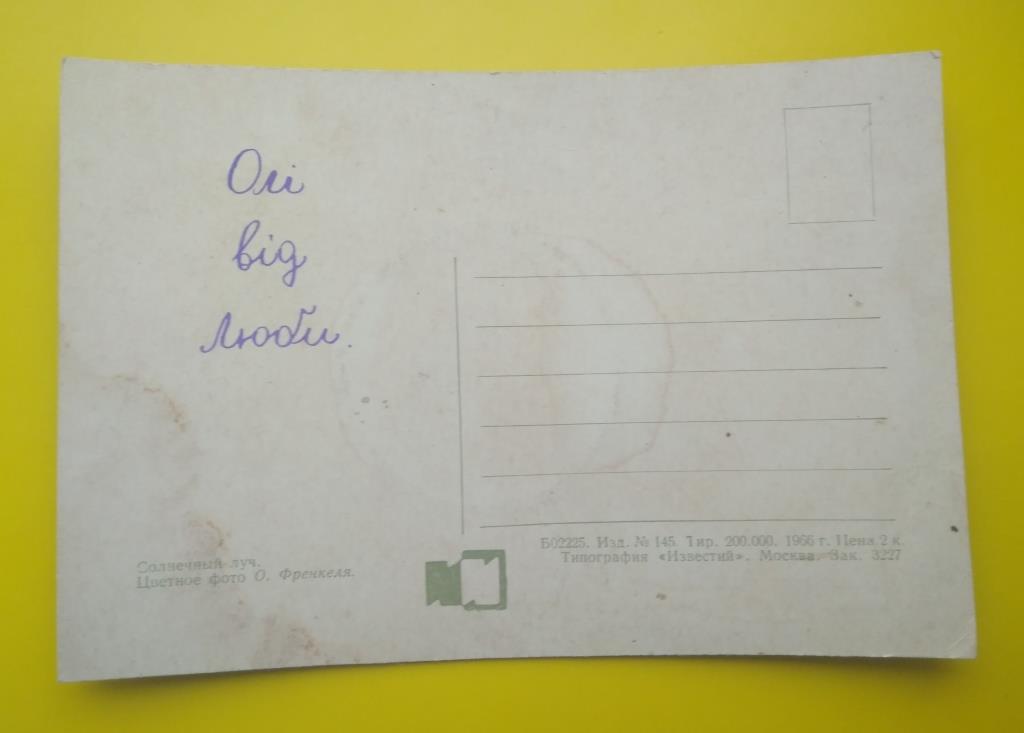 Олі
від
Люби.
Солнечный луч.
Цветное фото О. Френкеля.
Б02225. Изд. № 145. Тир. 200.000. 1966 г. Цена 2 к.
Типография «Известий». Москва. Зак. 3227